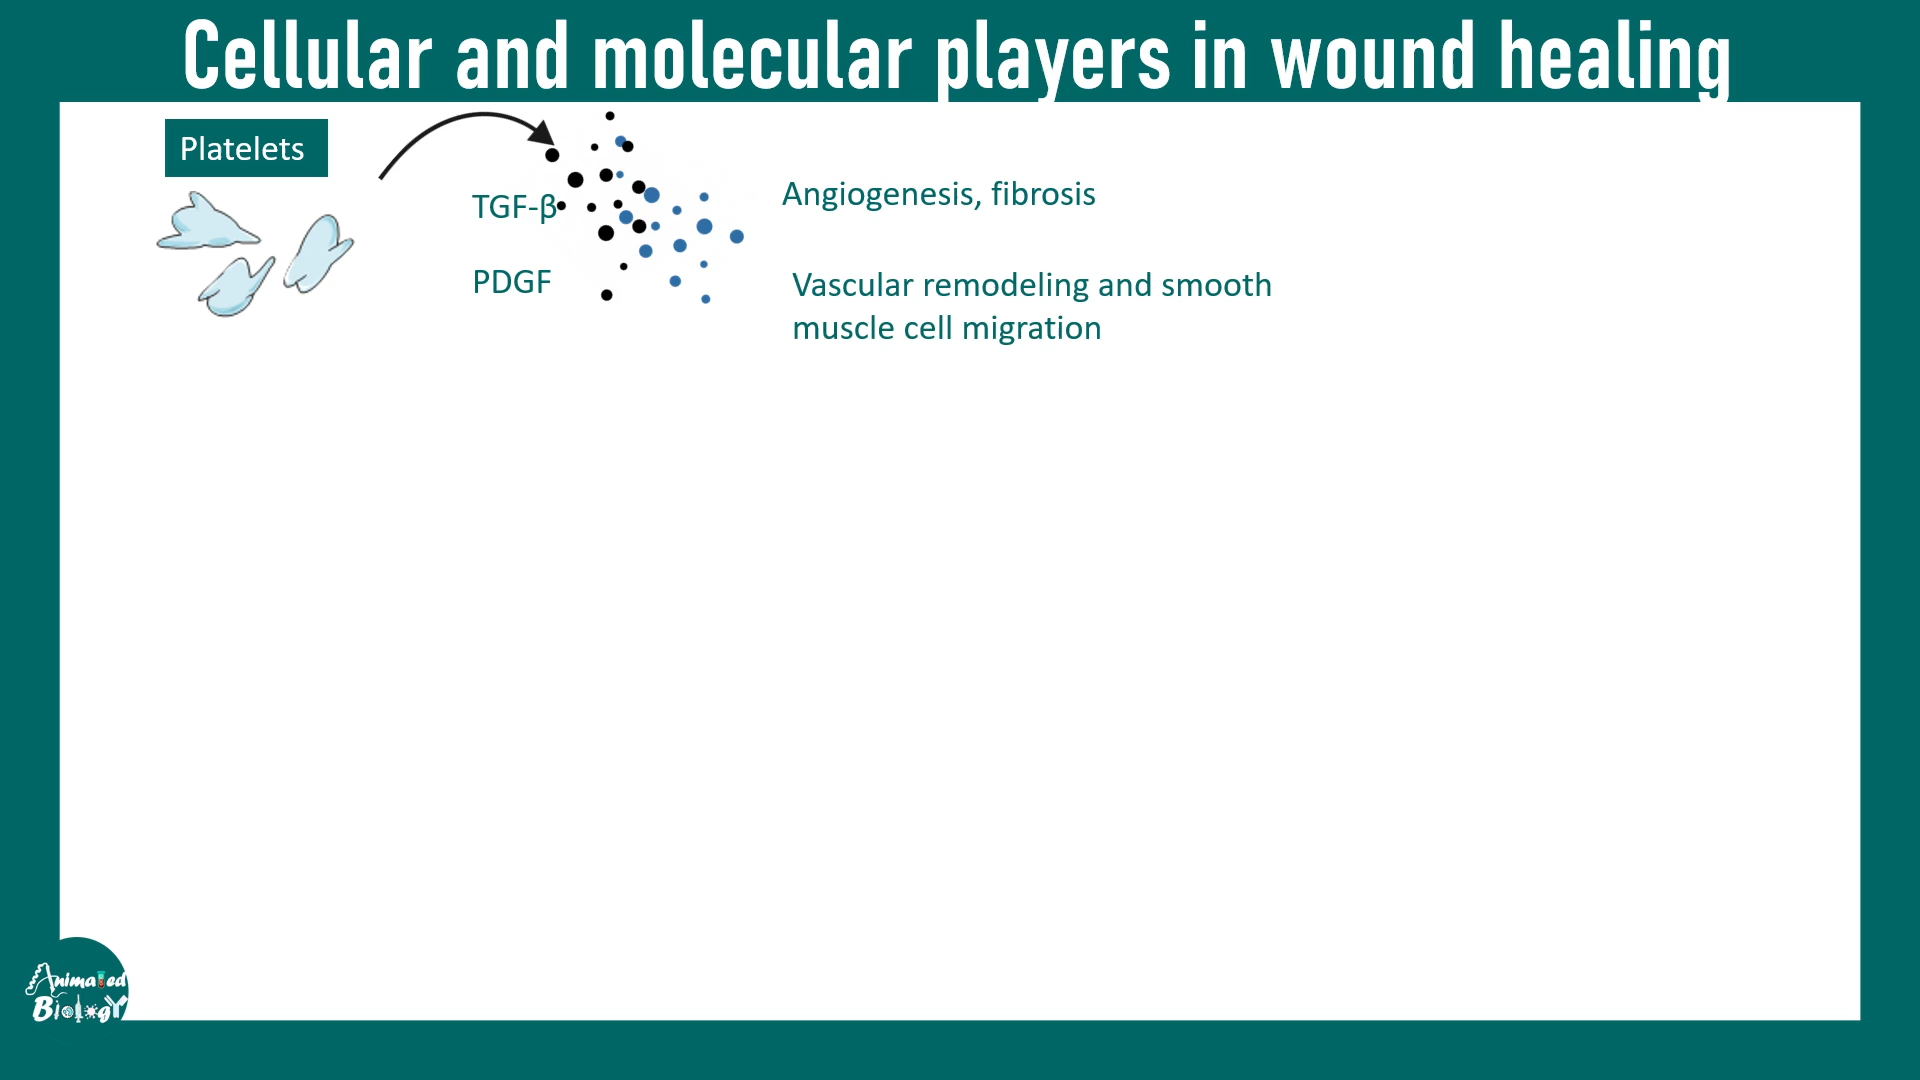 Cellular and molecular players in wound healing
Platelets
TGF-β
Angiogenesis, fibrosis
PDGF
Vascular remodeling and smooth
muscle cell migration
Animated
Biology